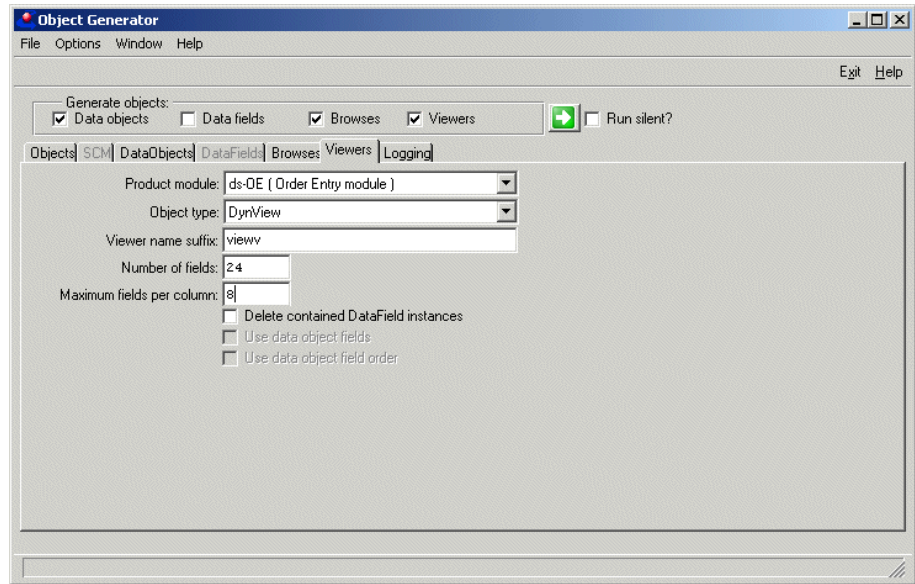 Object Generator
File Options Window Help
Exit Help
Generate objects:
Data objects Data fields Browses Viewers Run silent?
Objects SCM DataObjects DataFields Browses Viewers Logging
Product module: ds-OE ( Order Entry module )
Object type: DynView
Viewer name suffix: viewv
Number of fields: 24
Maximum fields per column: 8
Delete contained DataField instances
Use data object fields
Use data object field order